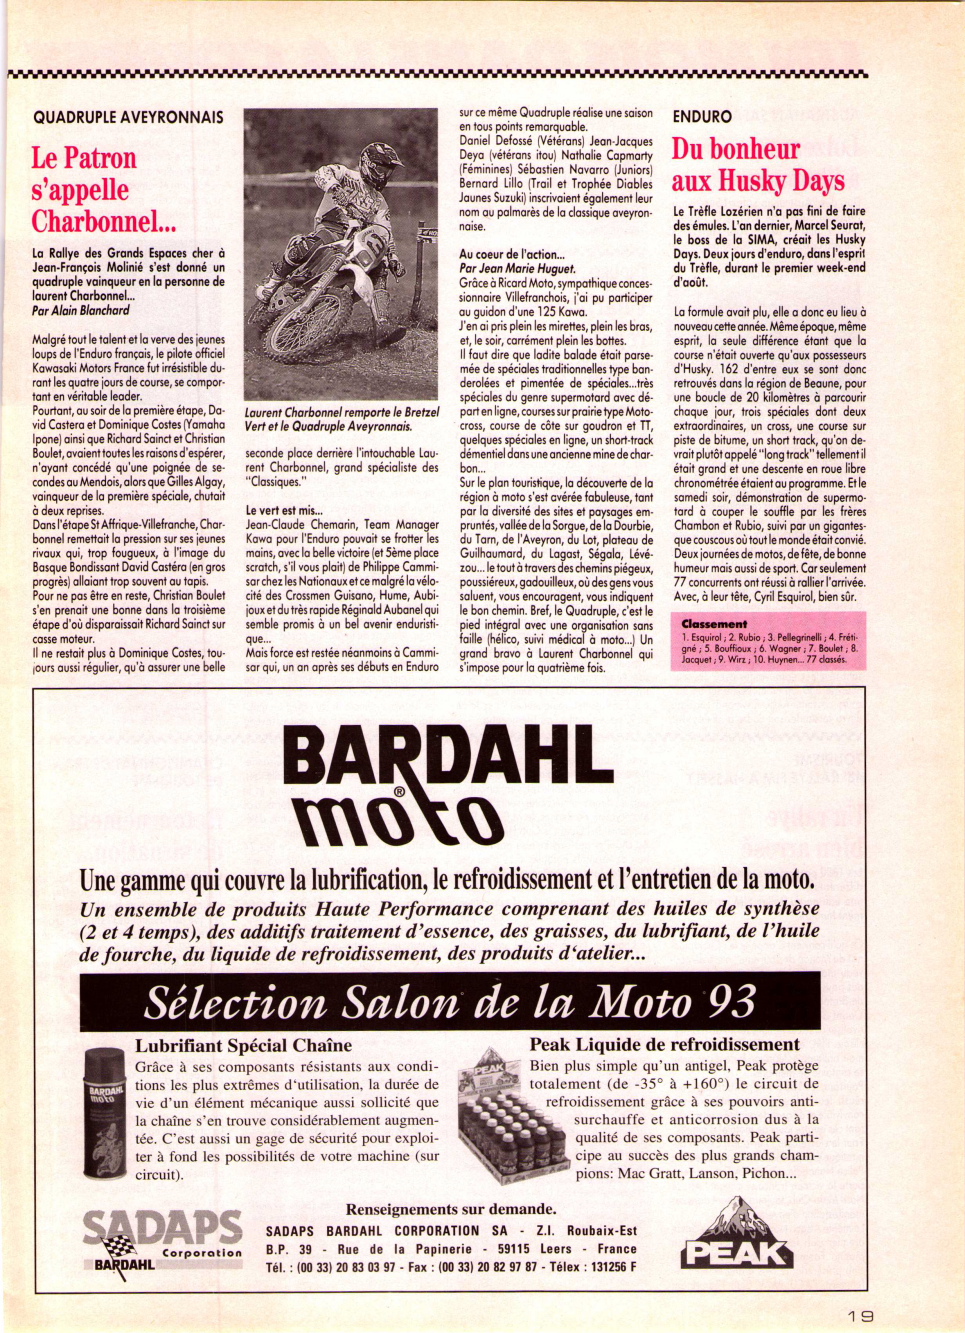 QUADRUPLE AVEYRONNAIS
Le Patron
s'appelle
Charbonnel...
La Rallye des Grands Espaces cher à
Jean-François Molinié s'est donné un
quadruple vainqueur en la personne de
laurent Charbonnel...
Par Alain Blanchard
Malgré tout le talent et la verve des jeunes
loups de l'Enduro français, le pilote officiel
Kawasaki Motors France fut irrésistible du-
rant les quatre jours de course, se compor-
tant en véritable leader.
Pourtant, au soir de la première étape, Da-
vid Castera et Dominique Costes (Yamaha
Ipone) ainsi que Richard Sainct et Christian
Boulet, avaient toutes les raisons d'espérer,
n'ayant concédé qu'une poignée de se-
condes au Mendois, alors que Gilles Algay,
vainqueur de la première spéciale, chutait
à deux reprises.
Dans l'étape St Affrique-Villefranche, Char-
bonnel remettait la pression sur ses jeunes
rivaux qui, trop fougueux, à l'image du
Basque Bondissant David Castéra (en gros
progrès) allaiant trop souvent au tapis.
Pour ne pas être en reste, Christian Boulet
s'en prenait une bonne dans la troisième
étape d'où disparaissait Richard Sainct sur
casse moteur.
Il ne restait plus à Dominique Costes, tou-
jours aussi régulier, qu'à assurer une belle
Laurent Charbonnel remporte le Bretzel
Vert et le Quadruple Aveyronnais.
seconde place derrière l'intouchable Lau-
rent Charbonnel, grand spécialiste des
"Classiques."
Le vert est mis...
Jean-Claude Chemarin, Team Manager
Kawa pour l'Enduro pouvait se frotter les
mains, avec la belle victoire (et 5ème place
scratch, s'il vous plait) de Philippe Cammi-
sar chez les Nationaux et ce malgré la vélo-
cité des Crossmen Guisano, Hume, Aubi-
joux et du très rapide Réginald Aubanel qui
semble promis à un bel avenir enduristi-
que...
Mais force est restée néanmoins à Cammi-
sar qui, un an après ses débuts en Enduro
sur ce même Quadruple réalise une saison
en tous points remarquable.
Daniel Defossé (Vétérans) Jean-Jacques
Deya (vétérans itou) Nathalie Capmarty
(Féminines) Sébastien Navarro (Juniors)
Bernard Lillo (Trail et Trophée Diables
Jaunes Suzuki) inscrivaient également leur
nom au palmarès de la classique aveyron-
naise.
Au coeur de l'action...
Par Jean Marie Huguet.
Grâce à Ricard Moto, sympathique conces-
sionnaire Villefranchois, j'ai pu participer
au guidon d'une 125 Kawa.
J'en ai pris plein les mirettes, plein les bras,
et, le soir, carrément plein les bottes.
Il faut dire que ladite balade était parse-
mée de spéciales traditionnelles type ban-
derolées et pimentée de spéciales...très
spéciales du genre supermotard avec dé-
part en ligne, courses sur prairie type Moto-
cross, course de côte sur goudron et TT,
quelques spéciales en ligne, un short-track
démentiel dans une ancienne mine de char-
bon...
Sur le plan touristique, la découverte de la
région à moto s'est avérée fabuleuse, tant
par la diversité des sites et paysages em-
pruntés, vallée de la Sorgue, de la Dourbie,
du Tarn, de l'Aveyron, du Lot, plateau de
Guilhaumard, du Lagast, Ségala, Lévé-
zou... le tout à travers des chemins piégeux,
poussiéreux, gadouilleux, où des gens vous
saluent, vous encouragent, vous indiquent
le bon chemin. Bref, le Quadruple, c'est le
pied intégral avec une organisation sans
faille (hélico, suivi médical à moto...) Un
grand bravo à Laurent Charbonnel qui
s'impose pour la quatrième fois.
ENDURO
Du bonheur
aux Husky Days
Le Trèfle Lozérien n'a pas fini de faire
des émules. L'an dernier, Marcel Seurat,
le boss de la SIMA, créait les Husky
Days. Deux jours d'enduro, dans l'esprit
du Trèfle, durant le premier week-end
d'août.
La formule avait plu, elle a donc eu lieu à
nouveau cette année. Même époque, même
esprit, la seule différence étant que la
course n'était ouverte qu'aux possesseurs
d'Husky. 162 d'entre eux se sont donc
retrouvés dans la région de Beaune, pour
une boucle de 20 kilomètres à parcourir
chaque jour, trois spéciales dont deux
extraordinaires, un cross, une course sur
piste de bitume, un short track, qu'on de-
vrait plutôt appelé "long track" tellement il
était grand et une descente en roue libre
chronométrée étaient au programme. Et le
samedi soir, démonstration de supermo-
tard à couper le souffle par les frères
Chambon et Rubio, suivi par un gigantes-
que couscous où tout le monde était convié.
Deux journées de motos, de fête, de bonne
humeur mais aussi de sport. Car seulement
77 concurrents ont réussi à rallier l'arrivée.
Avec, à leur tête, Cyril Esquirol, bien sûr.
Classement
1. Esquirol ; 2. Rubio ; 3. Pellegrinelli ; 4. Fréti-
gné ; 5. Bouffioux ; 6. Wagner ; 7. Boulet ; 8.
Jacquet ; 9. Wirz ; 10. Huynen... 77 classés.
BARDAHL
moto®
Une gamme qui couvre la lubrification, le refroidissement et l'entretien de la moto.
Un ensemble de produits Haute Performance comprenant des huiles de synthèse
(2 et 4 temps), des additifs traitement d'essence, des graisses, du lubrifiant, de l'huile
de fourche, du liquide de refroidissement, des produits d'atelier...
Sélection Salon de la Moto 93
Lubrifiant Spécial Chaîne
Grâce à ses composants résistants aux condi-
tions les plus extrêmes d'utilisation, la durée de
vie d'un élément mécanique aussi sollicité que
la chaîne s'en trouve considérablement augmen-
tée. C'est aussi un gage de sécurité pour exploi-
ter à fond les possibilités de votre machine (sur
circuit).
BARDAHL
moto
Peak Liquide de refroidissement
Bien plus simple qu'un antigel, Peak protège
totalement (de -35° à +160°) le circuit de
refroidissement grâce à ses pouvoirs anti-
surchauffe et anticorrosion dus à la
qualité de ses composants. Peak parti-
cipe au succès des plus grands cham-
pions: Mac Gratt, Lanson, Pichon...
PEAK
Renseignements sur demande.
SADAPS BARDAHL CORPORATION SA - Z.I. Roubaix-Est
B.P. 39 - Rue de la Papinerie - 59115 Leers - France
Tél. : (00 33) 20 83 03 97 - Fax : (00 33) 20 82 97 87 - Télex : 131256 F
SADAPS
Corporation
BARDAHL
PEAK
19